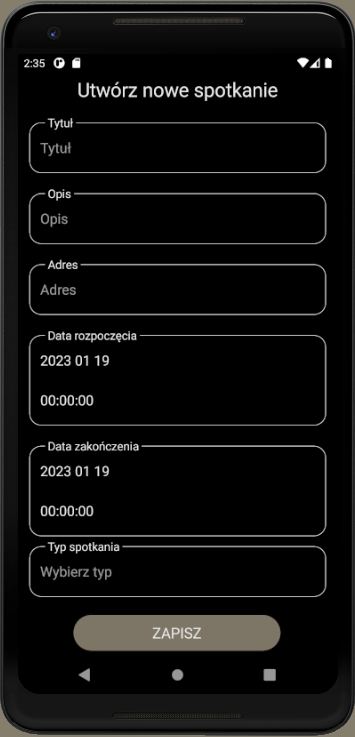 2:35
Utwórz nowe spotkanie
Tytuł
Tytuł
Opis
Opis
Adres
Adres
Data rozpoczęcia
2023 01 19
00:00:00
Data zakończenia
2023 01 19
00:00:00
Typ spotkania
Wybierz typ
ZAPISZ